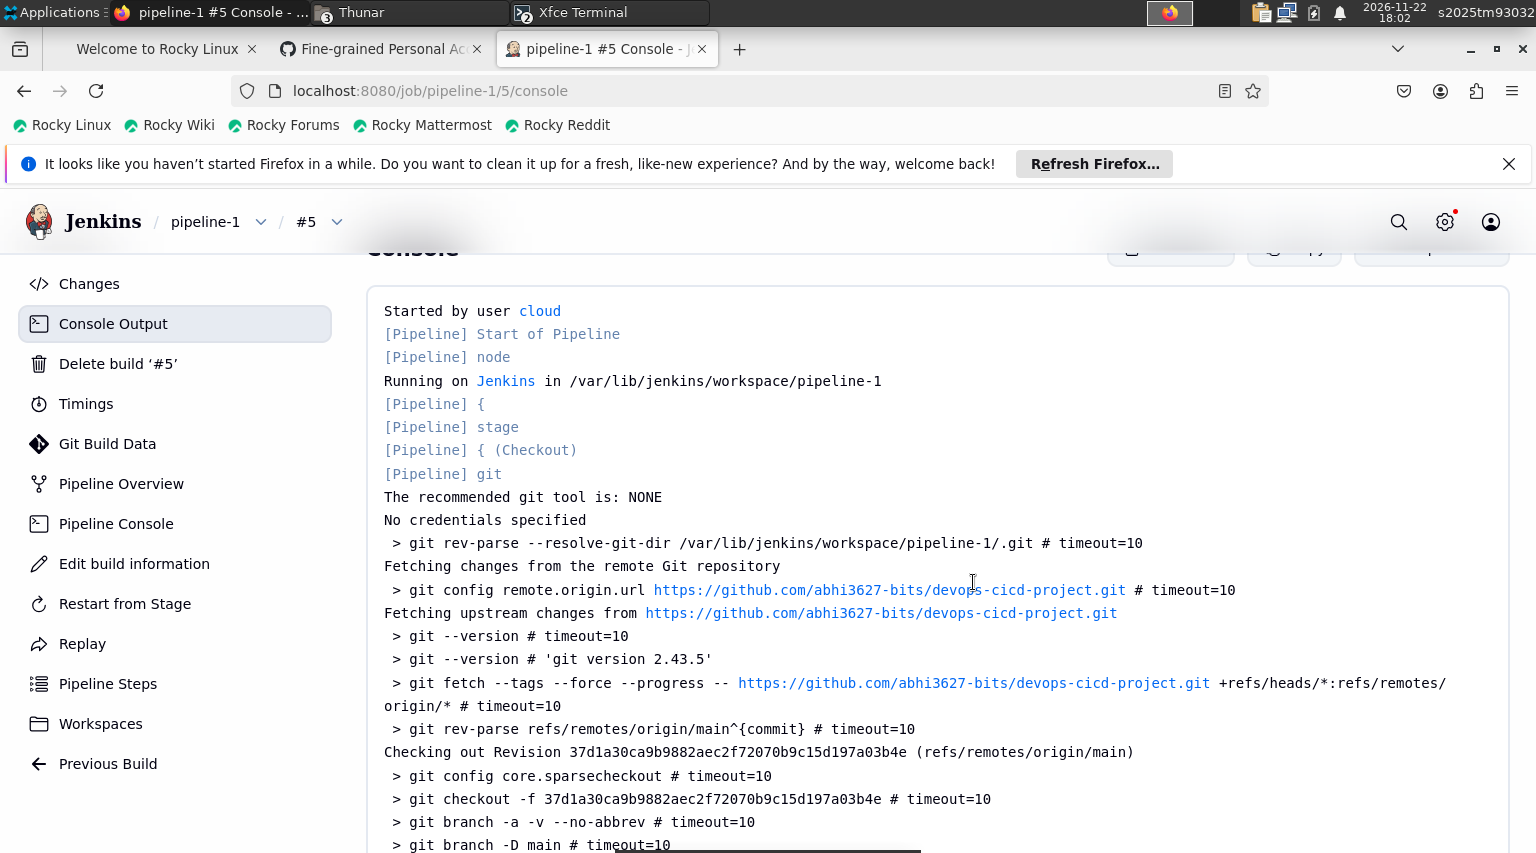 Applications
pipeline-1 #5 Console - ...
3 Thunar
2 Xfce Terminal
2026-11-22
18:02
s2025tm93032
Welcome to Rocky Linux
Fine-grained Personal Acc
pipeline-1 #5 Console - J
localhost:8080/job/pipeline-1/5/console
Rocky Linux
Rocky Wiki
Rocky Forums
Rocky Mattermost
Rocky Reddit
It looks like you haven’t started Firefox in a while. Do you want to clean it up for a fresh, like-new experience? And by the way, welcome back!
Refresh Firefox...
Jenkins / pipeline-1 / #5
Console
Changes
Console Output
Delete build ‘#5’
Timings
Git Build Data
Pipeline Overview
Pipeline Console
Edit build information
Restart from Stage
Replay
Pipeline Steps
Workspaces
Previous Build
Started by user cloud
[Pipeline] Start of Pipeline
[Pipeline] node
Running on Jenkins in /var/lib/jenkins/workspace/pipeline-1
[Pipeline] {
[Pipeline] stage
[Pipeline] { (Checkout)
[Pipeline] git
The recommended git tool is: NONE
No credentials specified
> git rev-parse --resolve-git-dir /var/lib/jenkins/workspace/pipeline-1/.git # timeout=10
Fetching changes from the remote Git repository
> git config remote.origin.url https://github.com/abhi3627-bits/devops-cicd-project.git # timeout=10
Fetching upstream changes from https://github.com/abhi3627-bits/devops-cicd-project.git
> git --version # timeout=10
> git --version # 'git version 2.43.5'
> git fetch --tags --force --progress -- https://github.com/abhi3627-bits/devops-cicd-project.git +refs/heads/*:refs/remotes/
origin/* # timeout=10
> git rev-parse refs/remotes/origin/main^{commit} # timeout=10
Checking out Revision 37d1a30ca9b9882aec2f72070b9c15d197a03b4e (refs/remotes/origin/main)
> git config core.sparsecheckout # timeout=10
> git checkout -f 37d1a30ca9b9882aec2f72070b9c15d197a03b4e # timeout=10
> git branch -a -v --no-abbrev # timeout=10
> git branch -D main # timeout=10